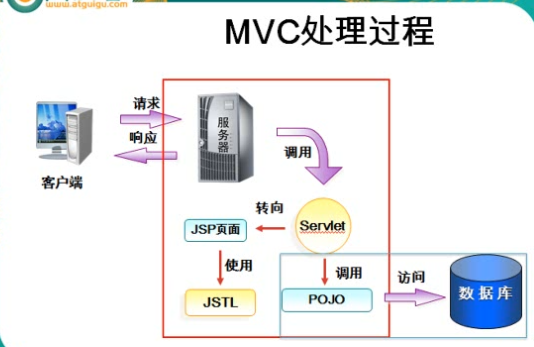 www.atguigu.com
MVC处理过程
请求
响应
客户端
服务器
调用
转向
JSP页面
Servlet
使用
调用
访问
JSTL
POJO
数据库